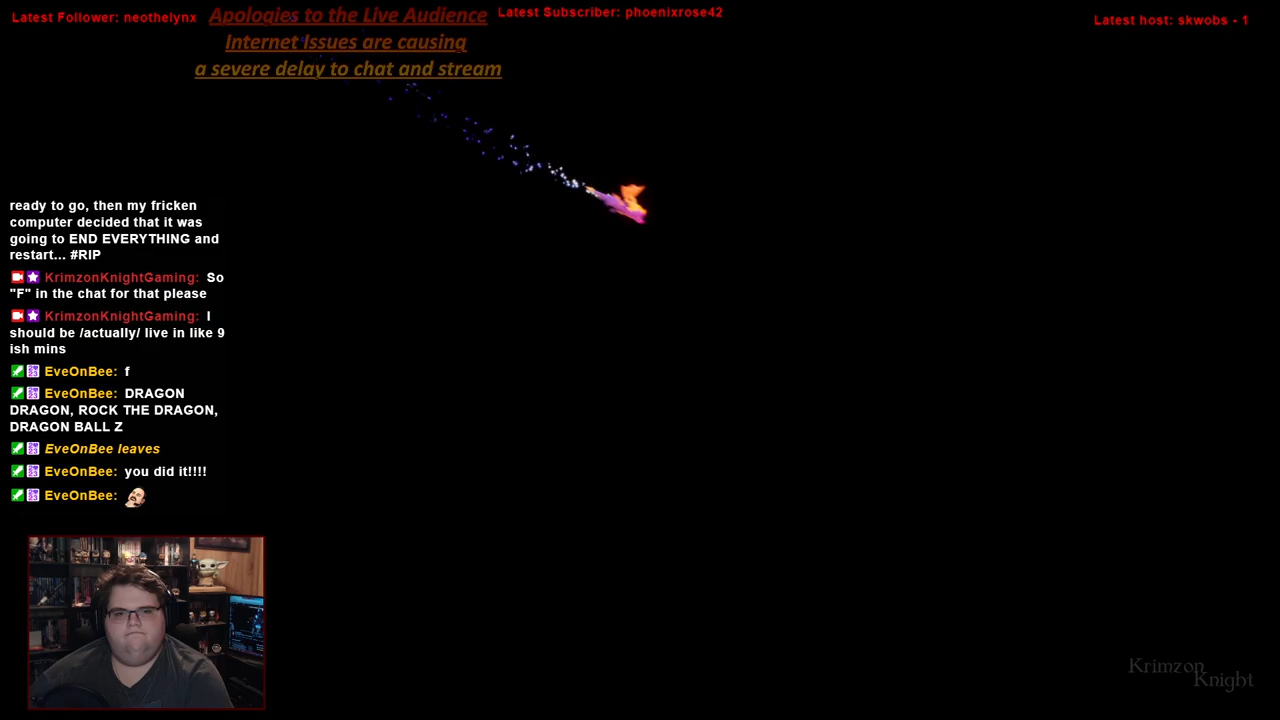 Latest Follower: neothelynx
Apologies to the Live Audience
Internet Issues are causing
a severe delay to chat and stream
Latest Subscriber: phoenixrose42
Latest host: skwobs - 1
ready to go, then my fricken
computer decided that it was
going to END EVERYTHING and
restart... #RIP
KrimzonKnightGaming: So
"F" in the chat for that please
KrimzonKnightGaming: I
should be /actually/ live in like 9
ish mins
EveOnBee: f
EveOnBee: DRAGON
DRAGON, ROCK THE DRAGON,
DRAGON BALL Z
EveOnBee leaves
EveOnBee: you did it!!!!
EveOnBee:
Krimzon
Knight